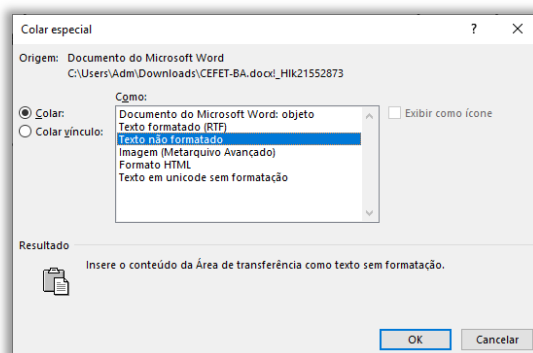 Colar especial
? ×
Origem: Documento do Microsoft Word
C:\Users\Adm\Downloads\CEFET-BA.docx!_Hlk21552873
Como:
Colar:
Colar vínculo:
Documento do Microsoft Word: objeto
Texto formatado (RTF)
Texto não formatado
Imagem (Metarquivo Avançado)
Formato HTML
Texto em unicode sem formatação
Exibir como ícone
Resultado
Insere o conteúdo da Área de transferência como texto sem formatação.
OK Cancelar